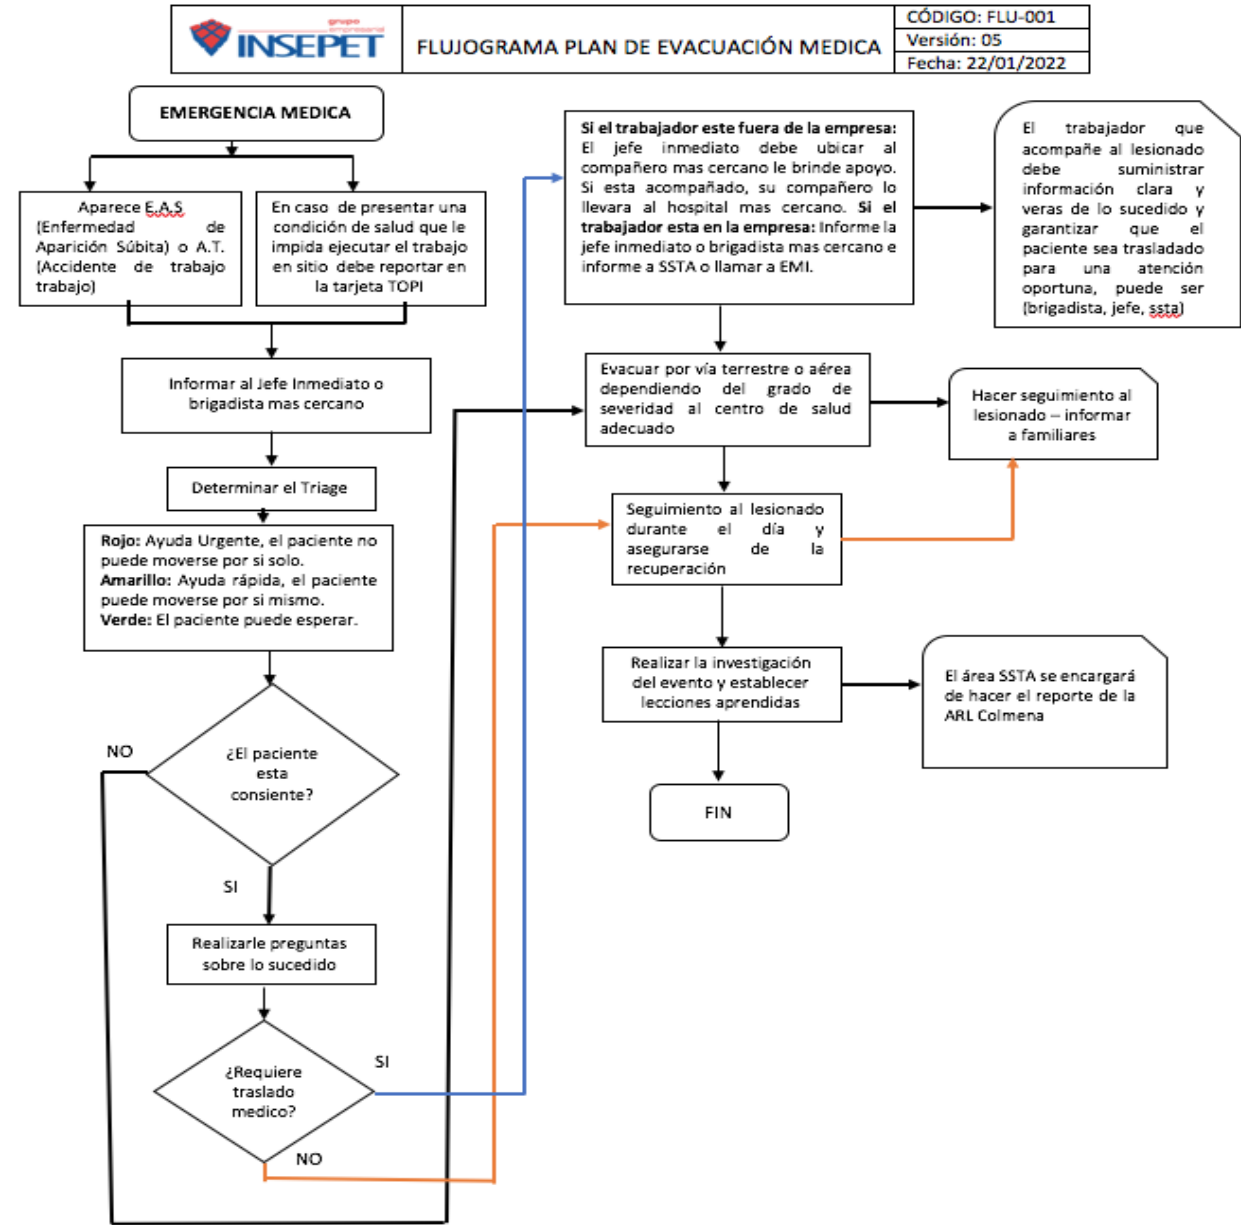 grupo
empresarial
INSEPET
FLUJOGRAMA PLAN DE EVACUACIÓN MEDICA
CÓDIGO: FLU-001
Versión: 05
Fecha: 22/01/2022
EMERGENCIA MEDICA
Aparece E.A.S
(Enfermedad de
Aparición Súbita) o A.T.
(Accidente de trabajo
trabajo)
En caso de presentar una
condición de salud que le
impida ejecutar el trabajo
en sitio debe reportar en
la tarjeta TOPI
Informar al Jefe Inmediato o
brigadista mas cercano
Determinar el Triage
Rojo: Ayuda Urgente, el paciente no
puede moverse por si solo.
Amarillo: Ayuda rápida, el paciente
puede moverse por si mismo.
Verde: El paciente puede esperar.
¿El paciente
esta
consiente?
NO
SI
Realizarle preguntas
sobre lo sucedido
¿Requiere
traslado
medico?
SI
NO
Si el trabajador este fuera de la empresa:
El jefe inmediato debe ubicar al
compañero mas cercano le brinde apoyo.
Si esta acompañado, su compañero lo
llevara al hospital mas cercano. Si el
trabajador esta en la empresa: Informe la
jefe inmediato o brigadista mas cercano e
informe a SSTA o llamar a EMI.
El trabajador que
acompañe al lesionado
debe suministrar
información clara y
veras de lo sucedido y
garantizar que el
paciente sea trasladado
para una atención
oportuna, puede ser
(brigadista, jefe, ssta)
Evacuar por vía terrestre o aérea
dependiendo del grado de
severidad al centro de salud
adecuado
Hacer seguimiento al
lesionado – informar
a familiares
Seguimiento al lesionado
durante el día y
asegurarse de la
recuperación
Realizar la investigación
del evento y establecer
lecciones aprendidas
El área SSTA se encargará
de hacer el reporte de la
ARL Colmena
FIN